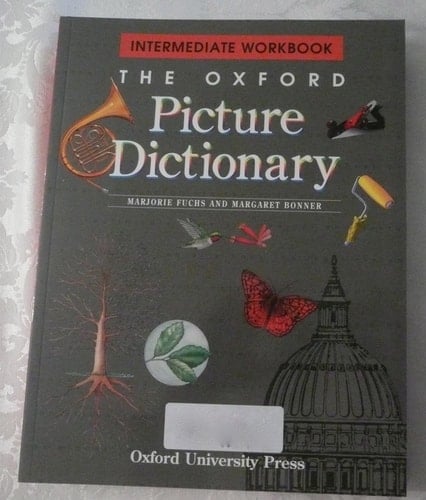 INTERMEDIATE WORKBOOK
THE OXFORD
Picture
Dictionary
MARJORIE FUCHS AND MARGARET BONNER
Oxford University Press